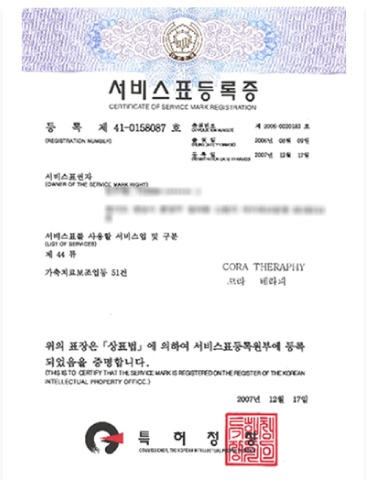 서비스표등록증
CERTIFICATE OF SERVICE MARK REGISTRATION
등 록 제 41-0158087 호
(REGISTRATION NUMBER)
출원번호 제 2006-0020183 호
출 원 일 2006년 08월 09일
등 록 일 2007년 12월 17일
서비스표권자
(OWNER OF THE SERVICE MARK RIGHT)
서비스표를 사용할 서비스업 및 구분
(LIST OF SERVICES)
제 44 류
가축치료보조업등 51건
CORA THERAPHY
코라 테라피
위의 표장은「상표법」에 의하여 서비스표등록원부에 등록
되었음을 증명합니다.
(THIS IS TO CERTIFY THAT THE SERVICE MARK IS REGISTERED ON THE REGISTER OF THE KOREAN
INTELLECTUAL PROPERTY OFFICE.)
2007년 12월 17일
특 허 청
COMMISSIONER, THE KOREAN INTELLECTUAL